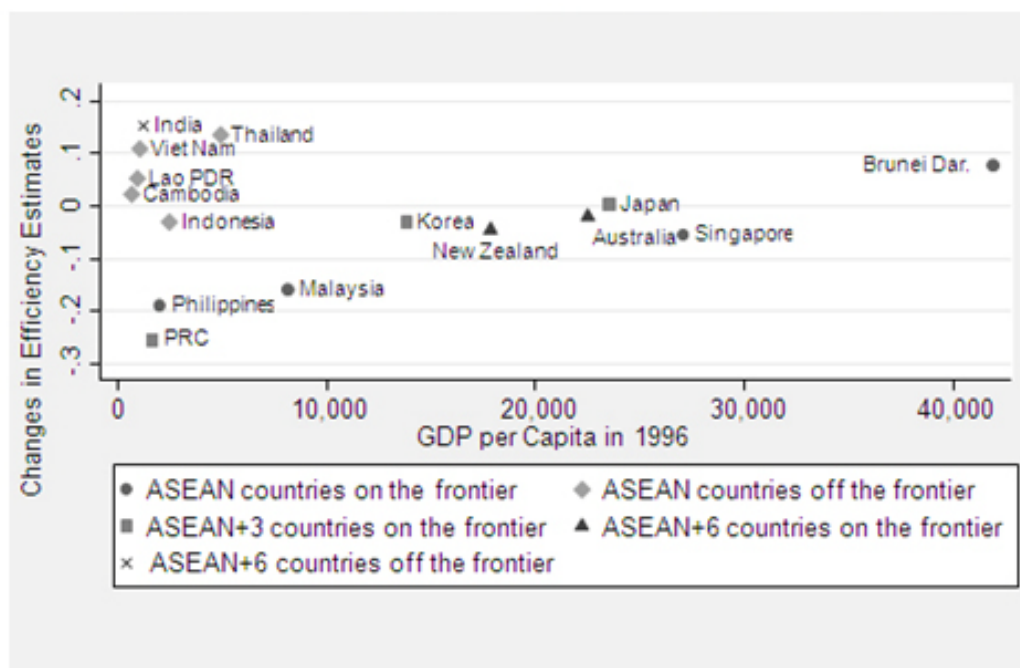 Changes in Efficiency Estimates
.2
.1
0
-.1
-.2
-.3
India
Thailand
Viet Nam
Lao PDR
Cambodia
Indonesia
Brunei Dar.
Japan
Korea
Australia
Singapore
New Zealand
Malaysia
Philippines
PRC
0 10,000 20,000 30,000 40,000
GDP per Capita in 1996
ASEAN countries on the frontier
ASEAN countries off the frontier
ASEAN+3 countries on the frontier
ASEAN+6 countries on the frontier
ASEAN+6 countries off the frontier